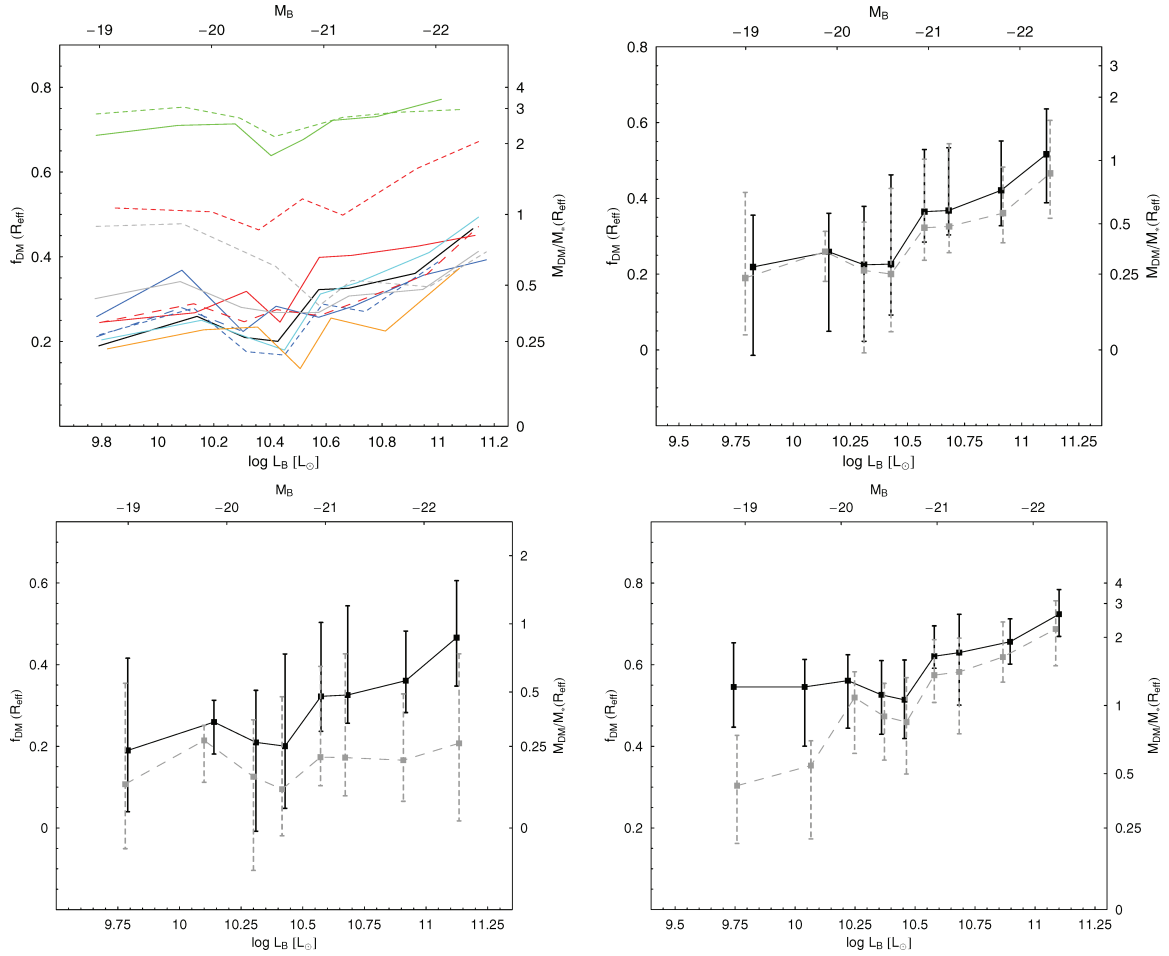 M_B
−19 −20 −21 −22
f_DM (R_eff)
0.8
0.6
0.4
0.2
4
3
2
1
0.5
0.25
0
M_DM/M_*(R_eff)
9.8 10 10.2 10.4 10.6 10.8 11 11.2
log L_B [L_☉]
M_B
−19 −20 −21 −22
f_DM (R_eff)
0.8
0.6
0.4
0.2
0
3
2
1
0.5
0.25
0
M_DM/M_*(R_eff)
9.5 9.75 10 10.25 10.5 10.75 11 11.25
log L_B [L_☉]
M_B
−19 −20 −21 −22
f_DM (R_eff)
0.6
0.4
0.2
0
2
1
0.5
0.25
0
M_DM/M_*(R_eff)
9.75 10 10.25 10.5 10.75 11 11.25
log L_B [L_☉]
M_B
−19 −20 −21 −22
f_DM (R_eff)
0.8
0.6
0.4
0.2
4
3
2
1
0.5
0.25
0
M_DM/M_*(R_eff)
9.5 9.75 10 10.25 10.5 10.75 11 11.25
log L_B [L_☉]